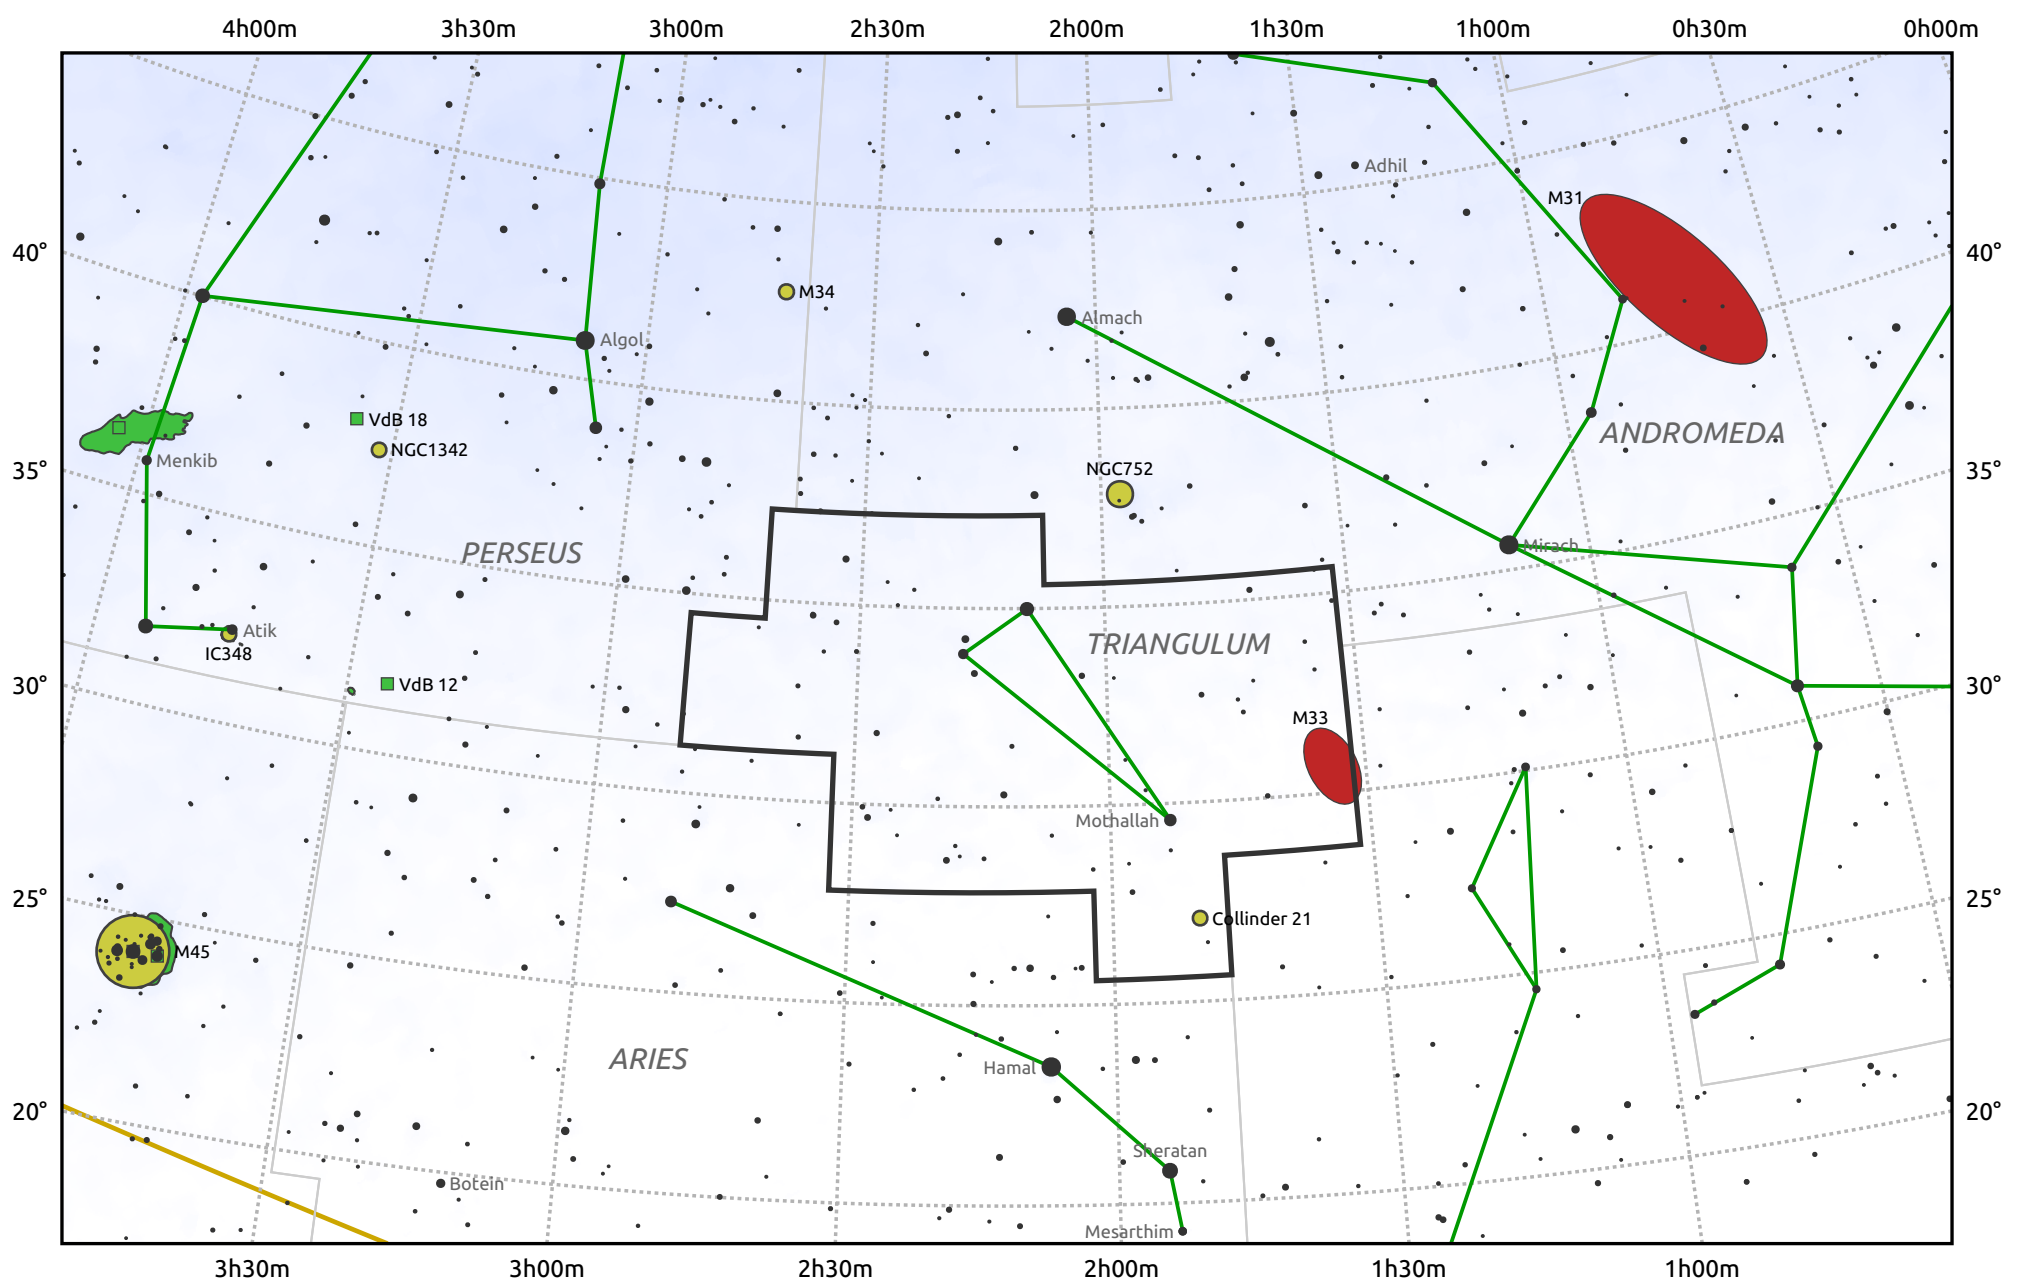 4h00m 3h30m 3h00m 2h30m 2h00m 1h30m 1h00m 0h30m 0h00m
Adhil
M31
40° 40°
M34
Almach
Algol
VdB 18
ANDROMEDA
NGC1342
Menkib
NGC752
35° 35°
Mirach
PERSEUS
Atik
TRIANGULUM
IC348
VdB 12
30° 30°
M33
Mothallah
25° 25°
Collinder 21
M45
ARIES
Hamal
20° 20°
Sheratan
Botein
Mesarthim
3h30m 3h00m 2h30m 2h00m 1h30m 1h00m